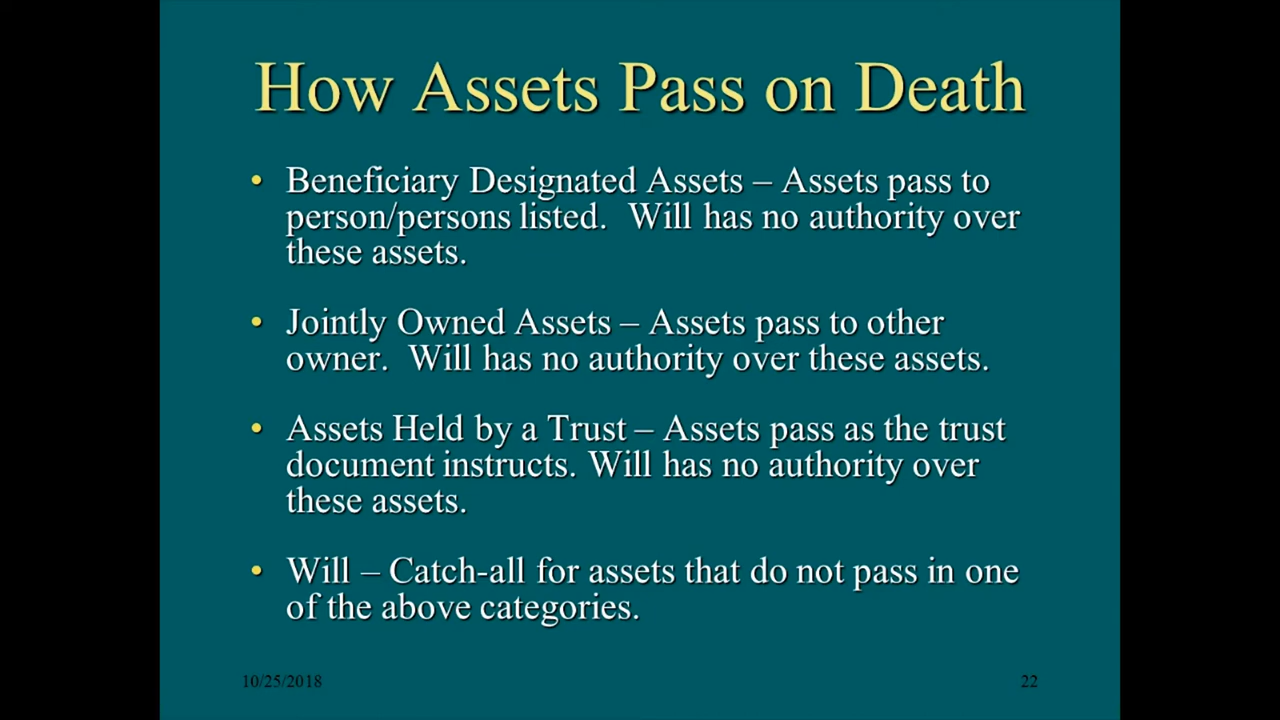 How Assets Pass on Death
• Beneficiary Designated Assets – Assets pass to
person/persons listed.  Will has no authority over
these assets.
• Jointly Owned Assets – Assets pass to other
owner.  Will has no authority over these assets.
• Assets Held by a Trust – Assets pass as the trust
document instructs. Will has no authority over
these assets.
• Will – Catch-all for assets that do not pass in one
of the above categories.
10/25/2018
22